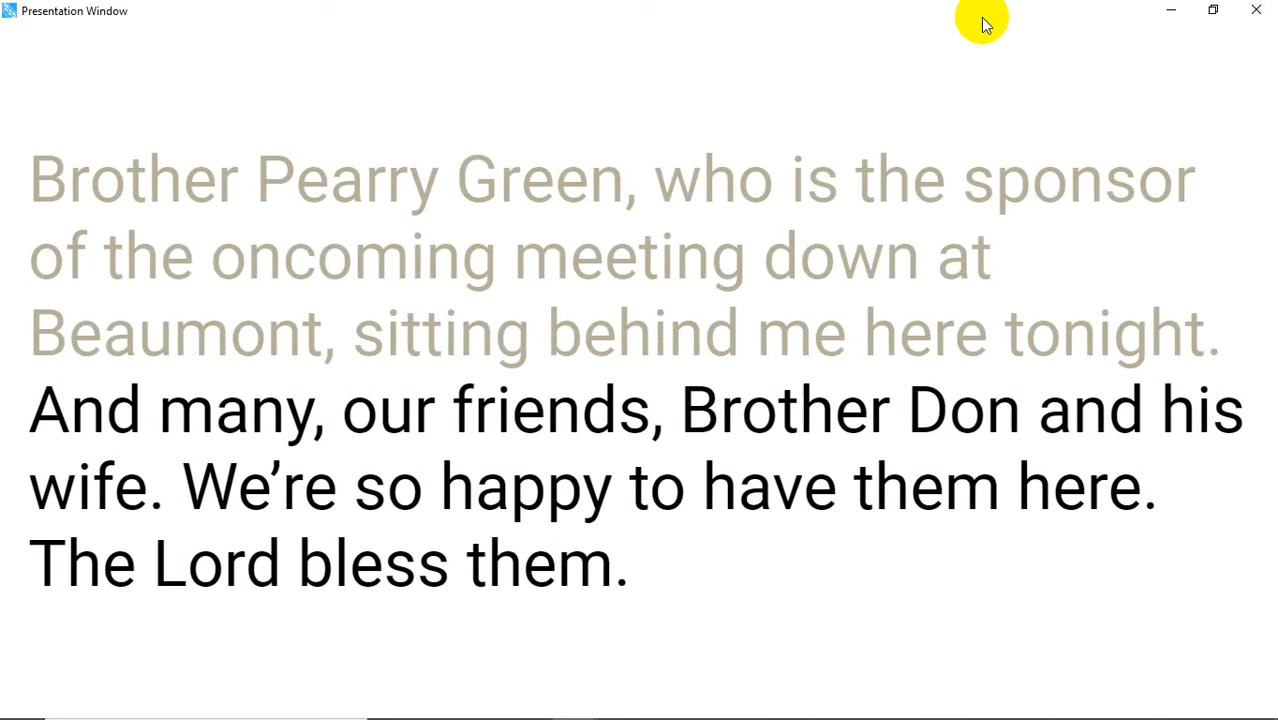 Presentation Window
Brother Pearry Green, who is the sponsor
of the oncoming meeting down at
Beaumont, sitting behind me here tonight.
And many, our friends, Brother Don and his
wife. We’re so happy to have them here.
The Lord bless them.